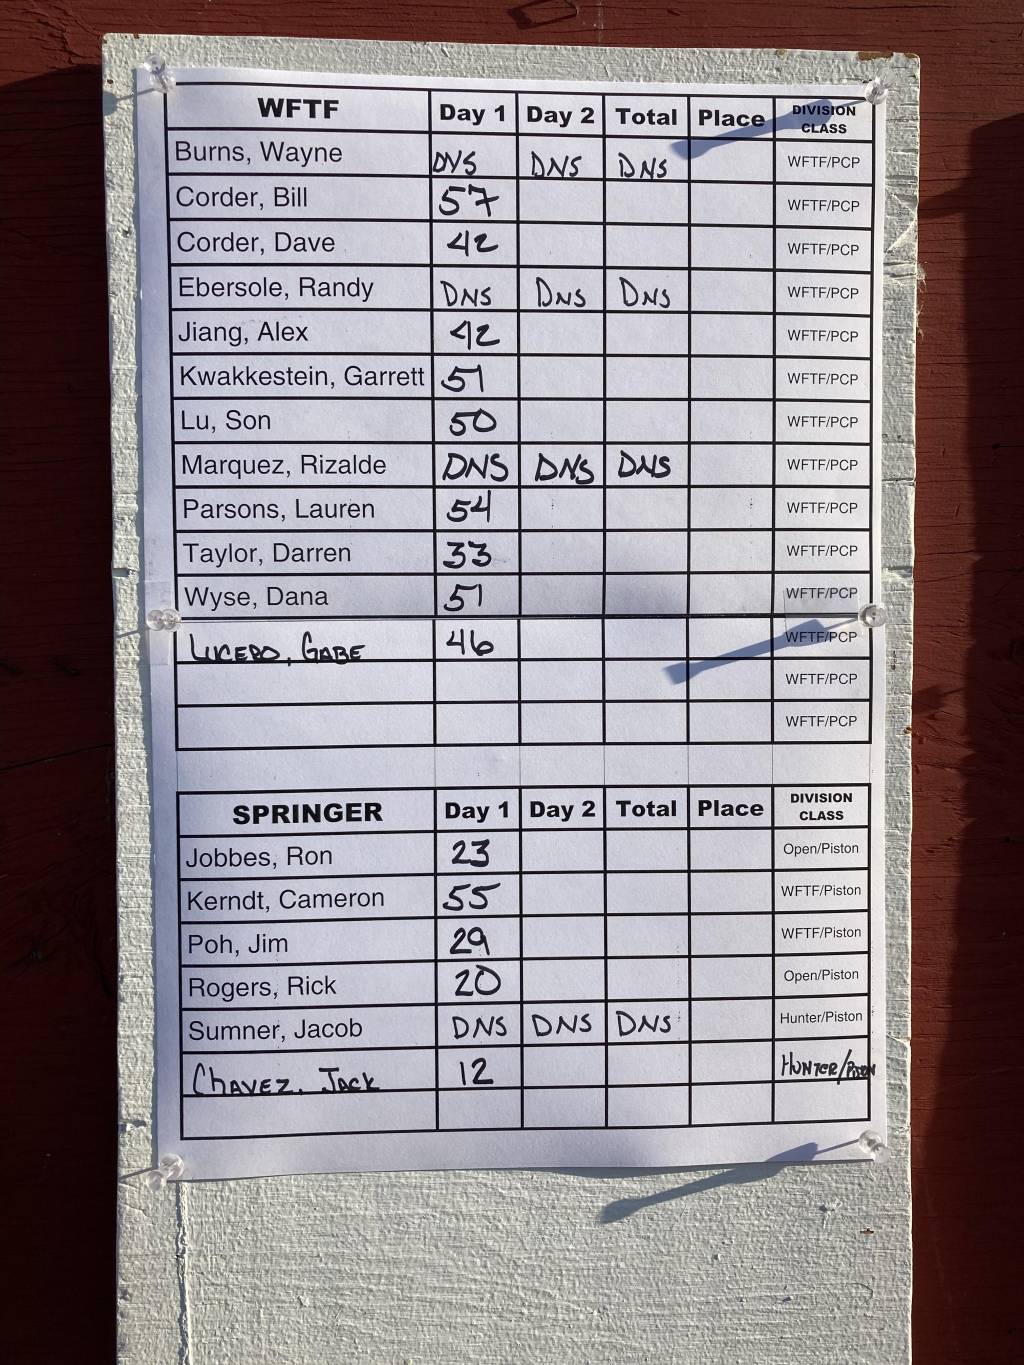 WFTF Day 1 Day 2 Total Place DIVISION CLASS
Burns, Wayne DNS DNS DNS WFTF/PCP
Corder, Bill 57 WFTF/PCP
Corder, Dave 42 WFTF/PCP
Ebersole, Randy DNS DNS DNS WFTF/PCP
Jiang, Alex 42 WFTF/PCP
Kwakkestein, Garrett 51 WFTF/PCP
Lu, Son 50 WFTF/PCP
Marquez, Rizalde DNS DNS DNS WFTF/PCP
Parsons, Lauren 54 WFTF/PCP
Taylor, Darren 33 WFTF/PCP
Wyse, Dana 51 WFTF/PCP
LUCERO, GABE 46 WFTF/PCP
WFTF/PCP
WFTF/PCP
SPRINGER Day 1 Day 2 Total Place DIVISION CLASS
Jobbes, Ron 23 Open/Piston
Kerndt, Cameron 55 WFTF/Piston
Poh, Jim 29 WFTF/Piston
Rogers, Rick 20 Open/Piston
Sumner, Jacob DNS DNS DNS Hunter/Piston
CHAVEZ, JACK 12 HUNTER/PISTON